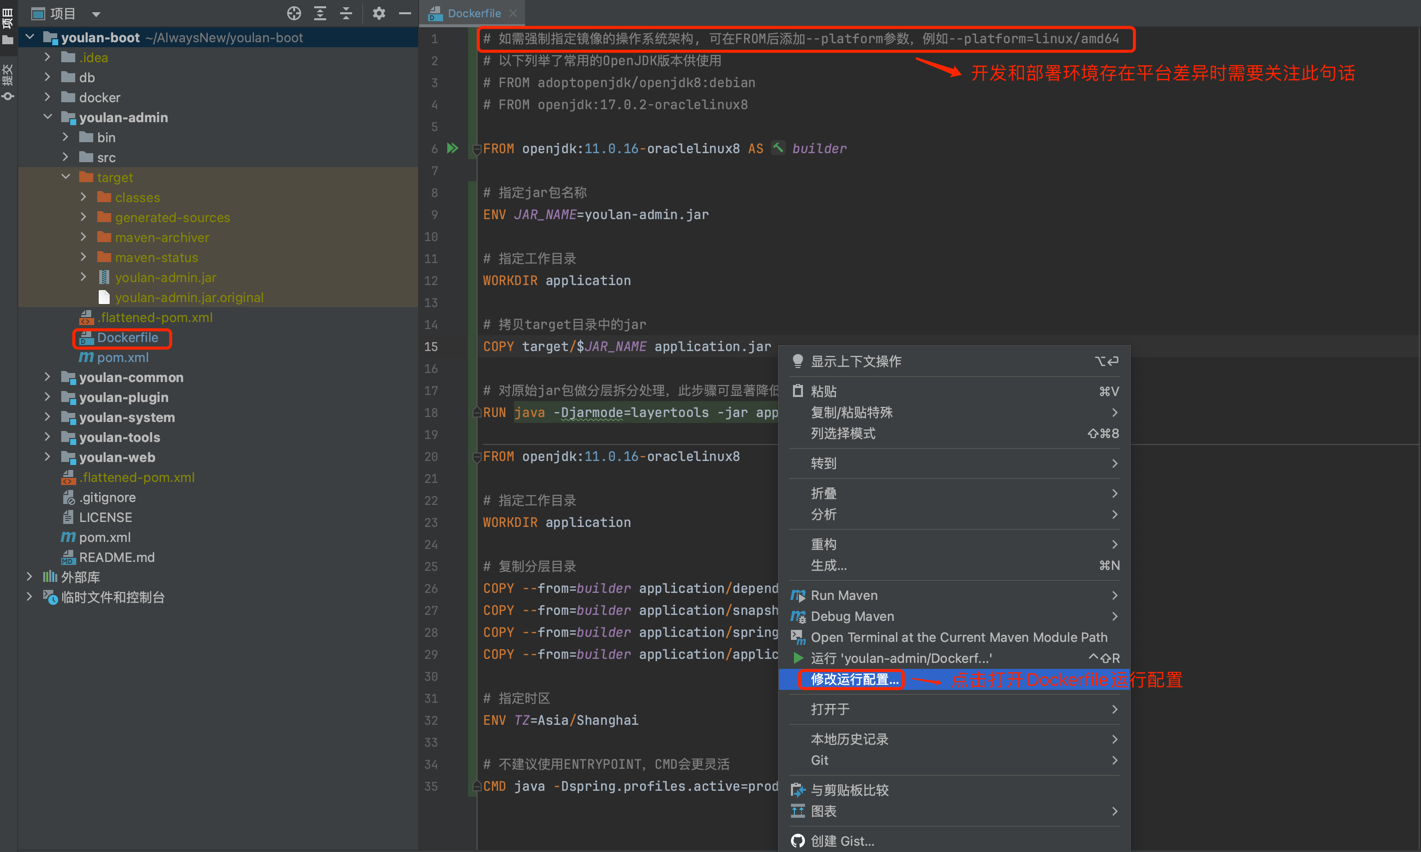 项目
提交
项目
youlan-boot ~/AlwaysNew/youlan-boot
.idea
db
docker
youlan-admin
bin
src
target
classes
generated-sources
maven-archiver
maven-status
youlan-admin.jar
youlan-admin.jar.original
.flattened-pom.xml
Dockerfile
pom.xml
youlan-common
youlan-plugin
youlan-system
youlan-tools
youlan-web
.flattened-pom.xml
.gitignore
LICENSE
pom.xml
README.md
外部库
临时文件和控制台
Dockerfile
1 # 如需强制指定镜像的操作系统架构, 可在FROM后添加--platform参数, 例如--platform=linux/amd64
2 # 以下列举了常用的OpenJDK版本供使用
开发和部署环境存在平台差异时需要关注此句话
3 # FROM adoptopenjdk/openjdk8:debian
4 # FROM openjdk:17.0.2-oraclelinux8
5
6 FROM openjdk:11.0.16-oraclelinux8 AS builder
7
8 # 指定jar包名称
9 ENV JAR_NAME=youlan-admin.jar
10
11 # 指定工作目录
12 WORKDIR application
13
14 # 拷贝target目录中的jar
15 COPY target/$JAR_NAME application.jar
16
17 # 对原始jar包做分层拆分处理, 此步骤可显著降低
18 RUN java -Djarmode=layertools -jar app
19
20 FROM openjdk:11.0.16-oraclelinux8
21
22 # 指定工作目录
23 WORKDIR application
24
25 # 复制分层目录
26 COPY --from=builder application/depend
27 COPY --from=builder application/snapsh
28 COPY --from=builder application/spring
29 COPY --from=builder application/applic
30
31 # 指定时区
32 ENV TZ=Asia/Shanghai
33
34 # 不建议使用ENTRYPOINT, CMD会更灵活
35 CMD java -Dspring.profiles.active=prod
显示上下文操作 ⌥↩
粘贴 ⌘V
复制/粘贴特殊
列选择模式 ⇧⌘8
转到
折叠
分析
重构
生成... ⌘N
Run Maven
Debug Maven
Open Terminal at the Current Maven Module Path
运行 'youlan-admin/Dockerf...' ^⇧R
修改运行配置... 点击打开Dockerfile运行配置
打开于
本地历史记录
Git
与剪贴板比较
图表
创建 Gist...